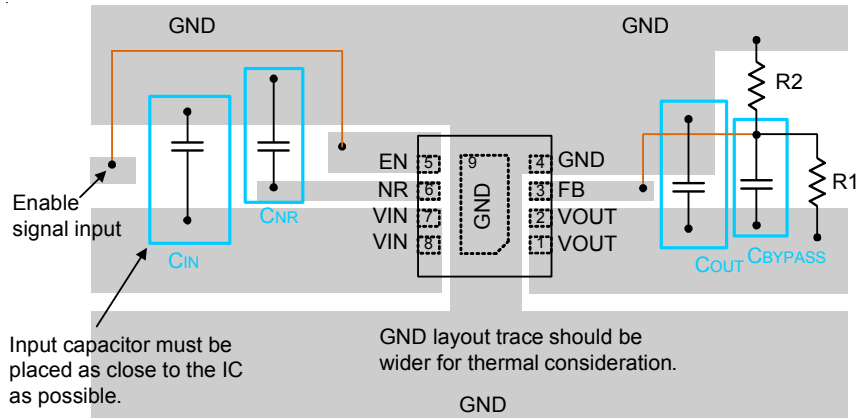 GND
GND
R2
EN 5
9
4 GND
NR 6
3 FB
VIN 7
GND
2 VOUT
VIN 8
1 VOUT
R1
Enable
signal input
CNR
CIN
COUT
CBYPASS
Input capacitor must be
placed as close to the IC
as possible.
GND layout trace should be
wider for thermal consideration.
GND